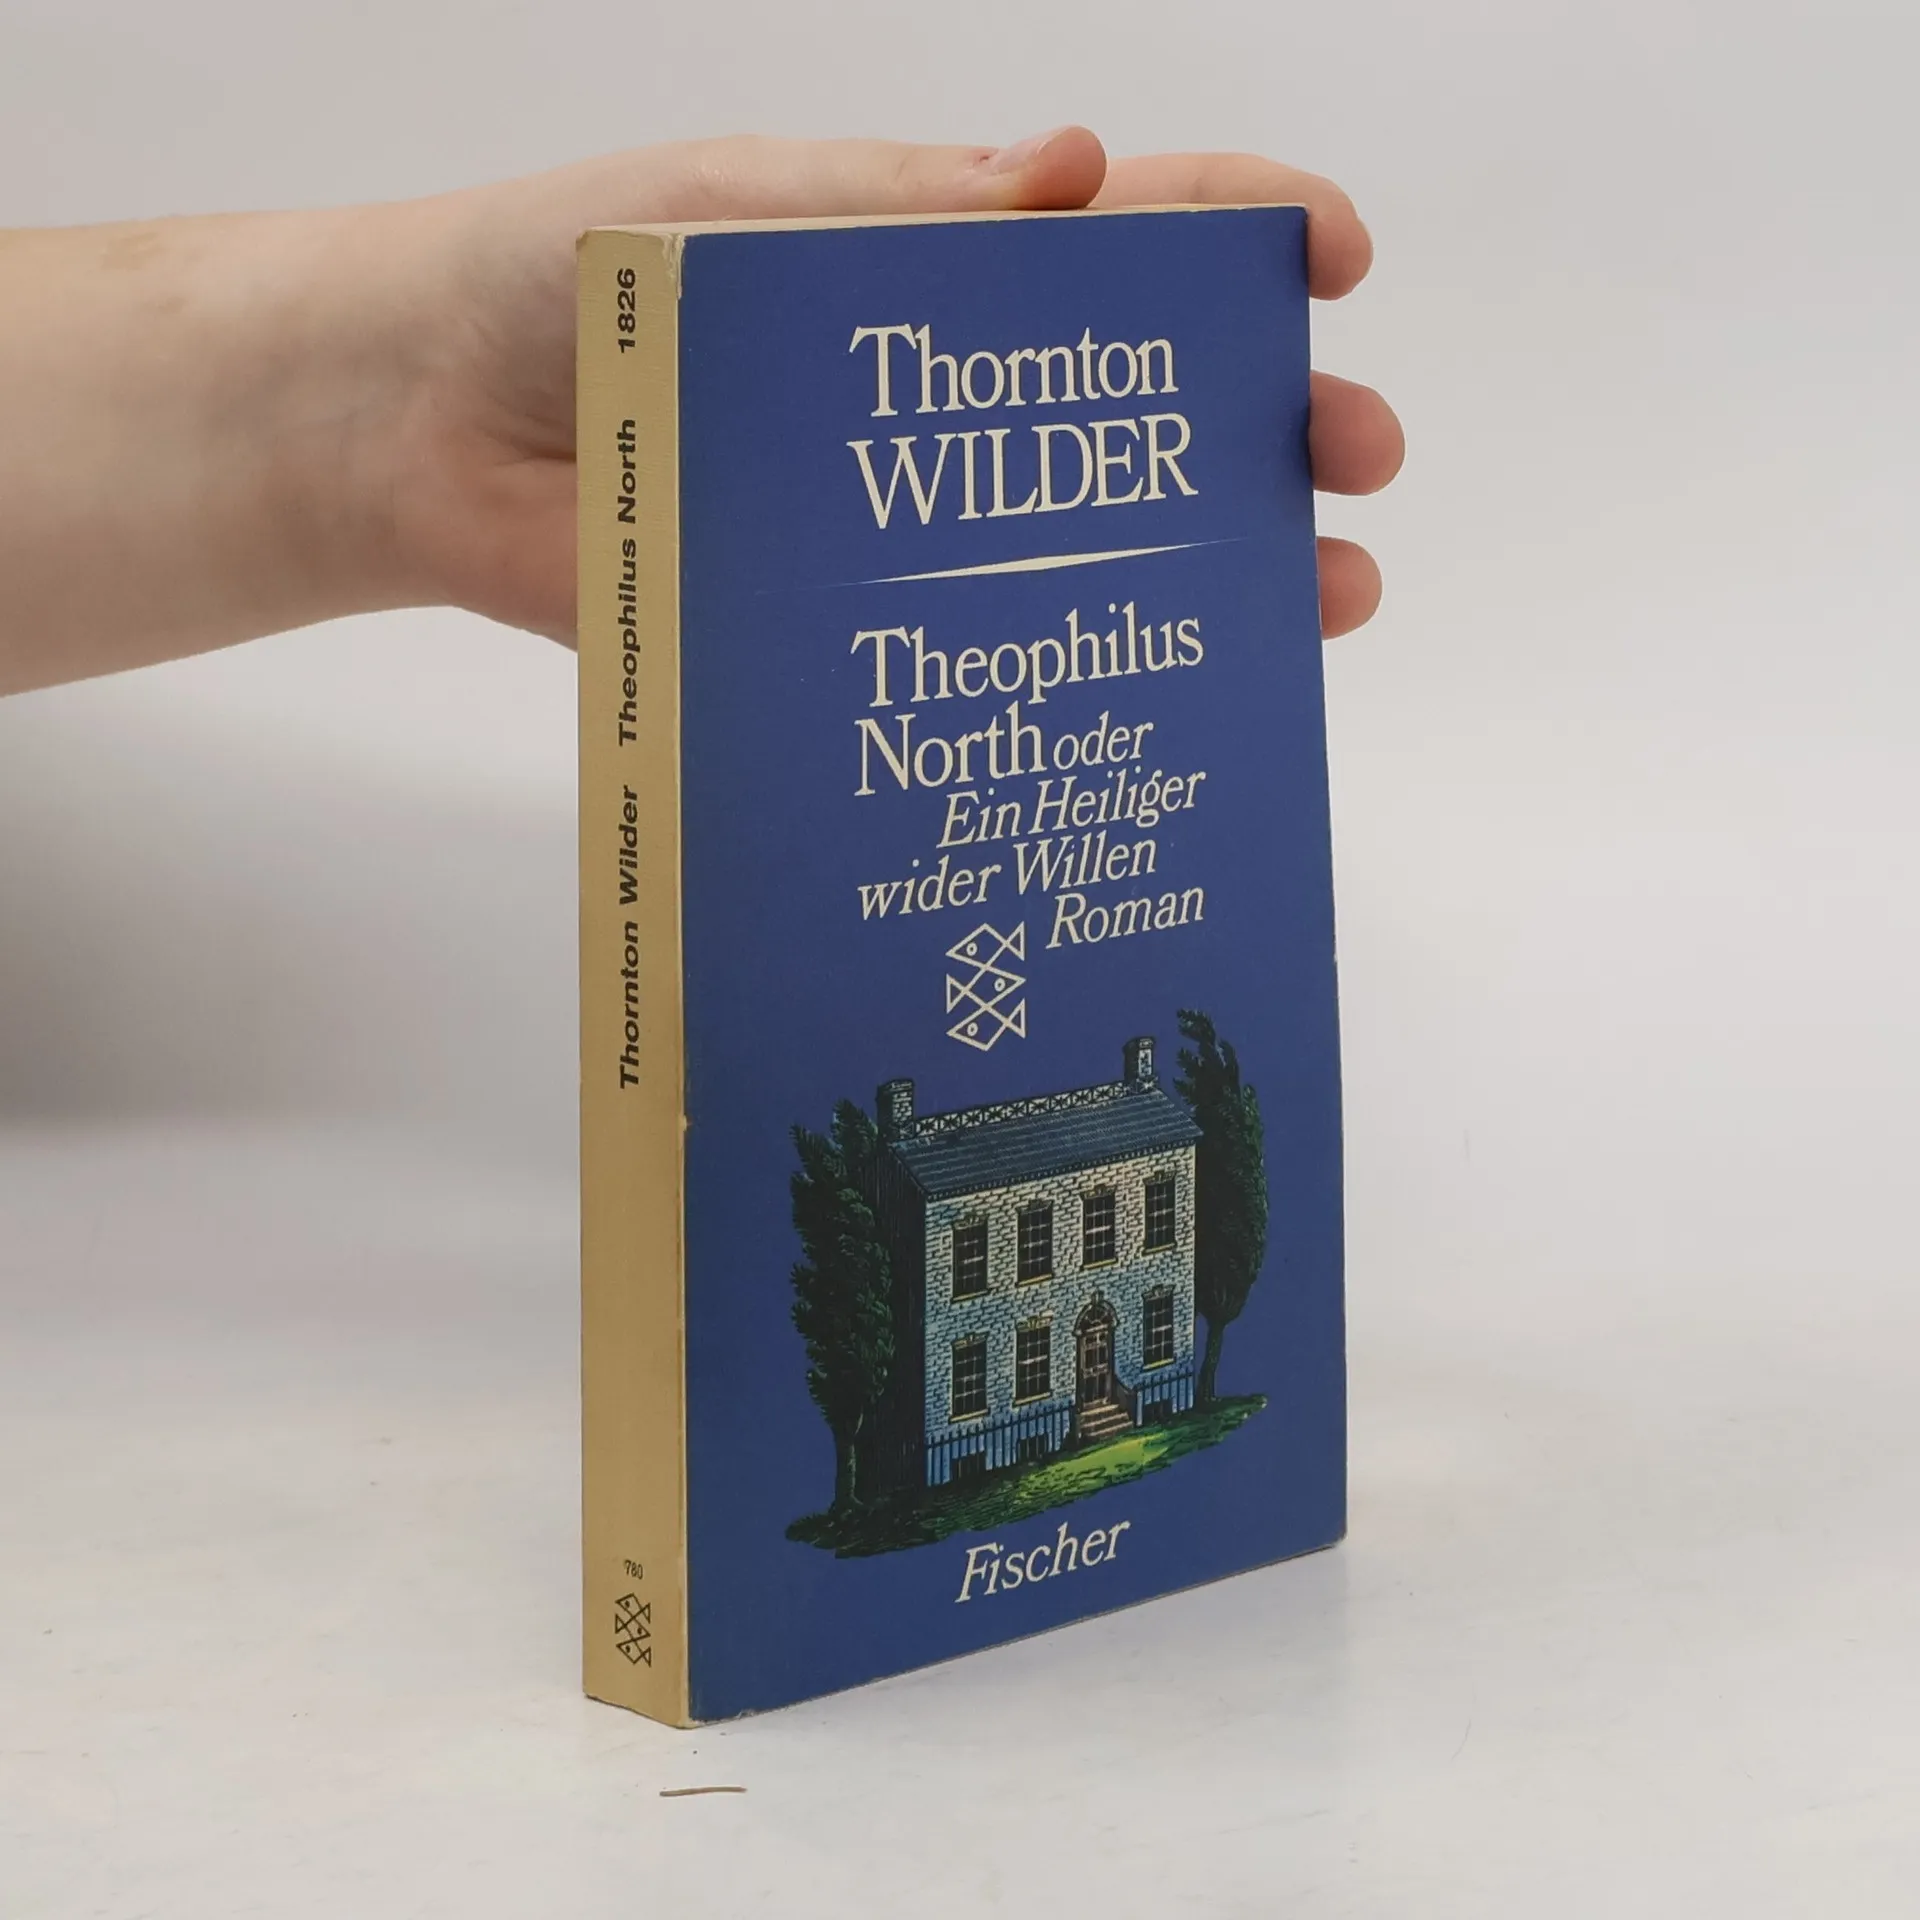 Thornton
WILDER
Theophilus
North oder
Ein Heiliger
wider Willen
Roman
Fischer
Thornton Wilder Theophilus North 1826
780